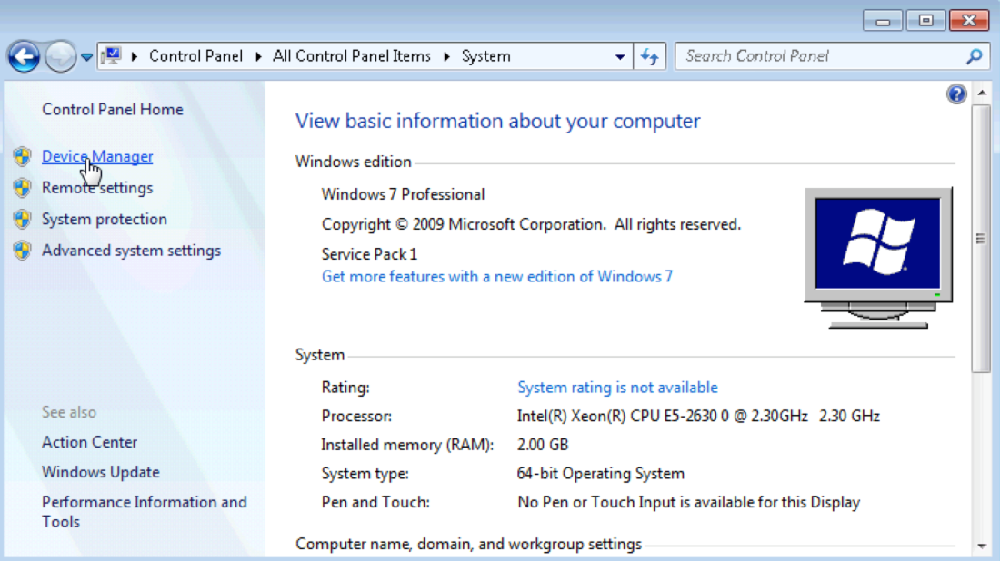 Control Panel ▸ All Control Panel Items ▸ System
Search Control Panel
Control Panel Home
Device Manager
Remote settings
System protection
Advanced system settings
See also
Action Center
Windows Update
Performance Information and
Tools
View basic information about your computer
Windows edition
Windows 7 Professional
Copyright © 2009 Microsoft Corporation. All rights reserved.
Service Pack 1
Get more features with a new edition of Windows 7
System
Rating: System rating is not available
Processor: Intel(R) Xeon(R) CPU E5-2630 0 @ 2.30GHz 2.30 GHz
Installed memory (RAM): 2.00 GB
System type: 64-bit Operating System
Pen and Touch: No Pen or Touch Input is available for this Display
Computer name, domain, and workgroup settings